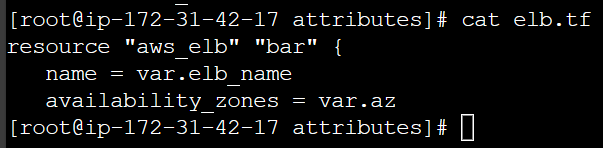 [root@ip-172-31-42-17 attributes]# cat elb.tf
resource "aws_elb" "bar" {
   name = var.elb_name
   availability_zones = var.az
[root@ip-172-31-42-17 attributes]#